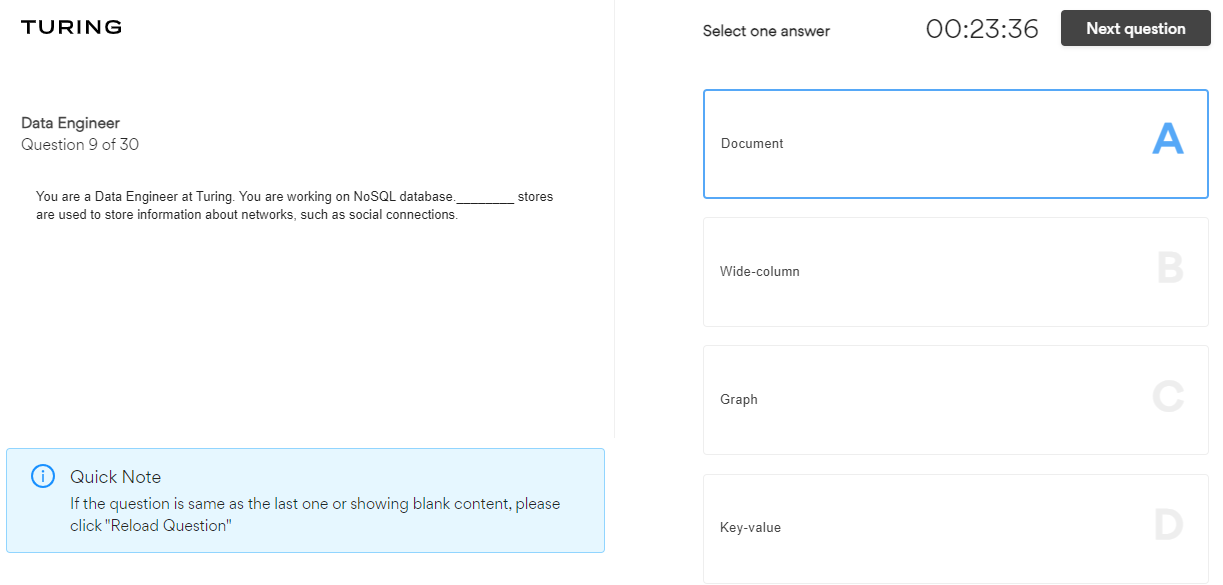 TURING
Select one answer
00:23:36
Next question
Data Engineer
Question 9 of 30
You are a Data Engineer at Turing. You are working on NoSQL database.________ stores
are used to store information about networks, such as social connections.
Document
A
Wide-column
B
Graph
C
Key-value
D
Quick Note
If the question is same as the last one or showing blank content, please
click "Reload Question"